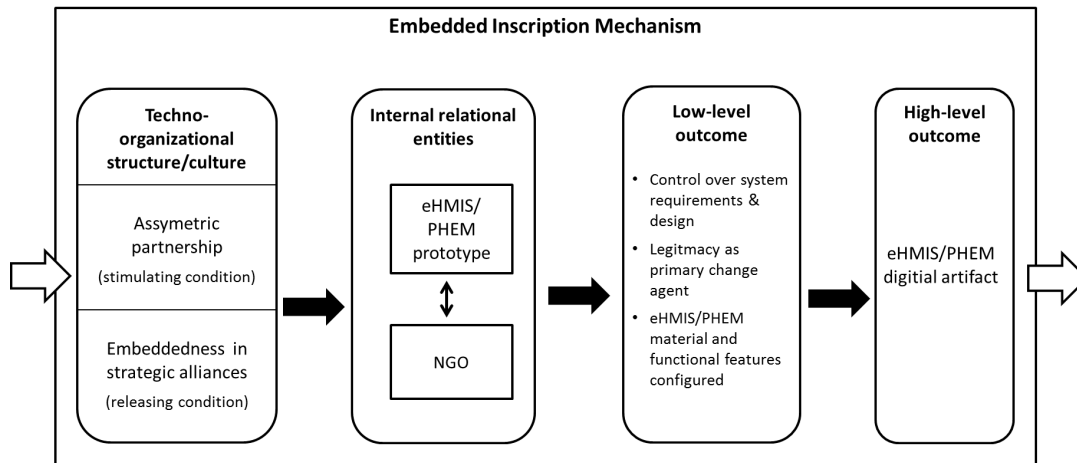 Embedded Inscription Mechanism
Techno-
organizational
structure/culture
Assymetric
partnership
(stimulating condition)
Embeddedness in
strategic alliances
(releasing condition)
Internal relational
entities
eHMIS/
PHEM
prototype
NGO
Low-level
outcome
• Control over system
requirements &
design
• Legitmacy as
primary change
agent
• eHMIS/PHEM
material and
functional features
configured
High-level
outcome
eHMIS/PHEM
digitial artifact